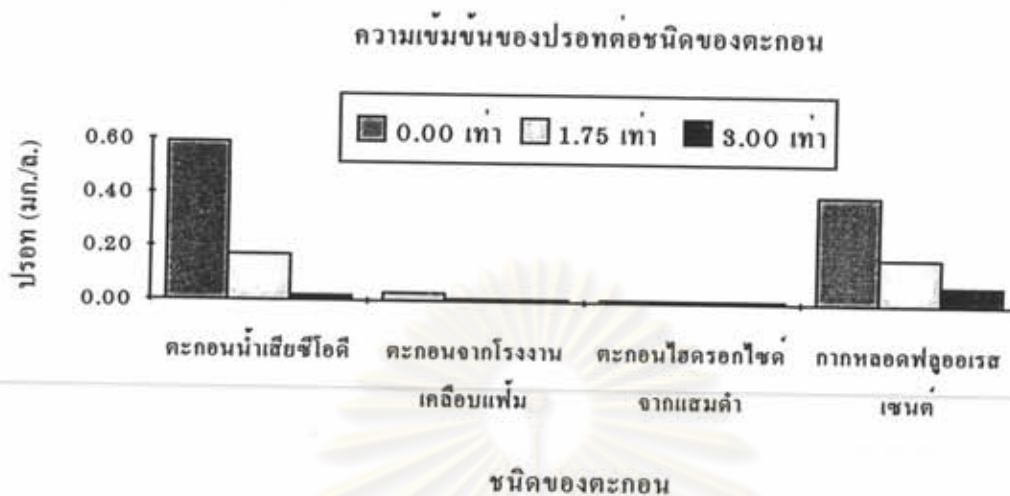 ความเข้มข้นของปรอทต่อชนิดของตะกอน
0.00 เท่า 1.75 เท่า 3.00 เท่า
ปรอท (มก./ล.)
0.60
0.40
0.20
0.00
ตะกอนน้ำเสียซีโอดี ตะกอนจากโรงงาน ตะกอนไฮดรอกไซด์ กากหลอดฟลูออเรส
เคลือบแฟ้ม จากแสมดำ เซนต์
ชนิดของตะกอน